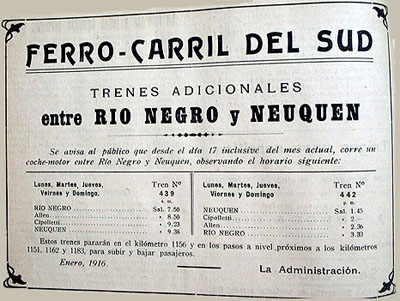 FERRO-CARRIL DEL SUD
TRENES ADICIONALES
entre RIO NEGRO y NEUQUEN
Se avisa al público que desde el día 17 inclusive del mes actual, corre un
coche-motor entre Río Negro y Neuquen, observando el horario siguiente:
Lunes, Martes, Jueves, Viernes y Domingo. Tren Nº 439
p. m.
RIO NEGRO Sal. 7.50
Allen » 8.50
Cipolletti » 9.23
NEUQUEN » 9.38
Lunes, Martes, Jueves, Viernes y Domingo. Tren Nº 442
p. m.
NEUQUEN Sal. 1.45
Cipolletti » 2.—
Allen » 2.36
RIO NEGRO » 3.33
Estos trenes pararán en el kilómetro 1156 y en los pasos a nivel próximos a los kilómetros
1151, 1162 y 1183, para subir y bajar pasajeros.
Enero, 1916.
La Administración.